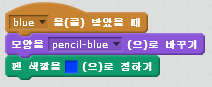 blue 을(를) 받았을 때
모양을 pencil-blue (으)로 바꾸기
펜 색깔을 (으)로 정하기